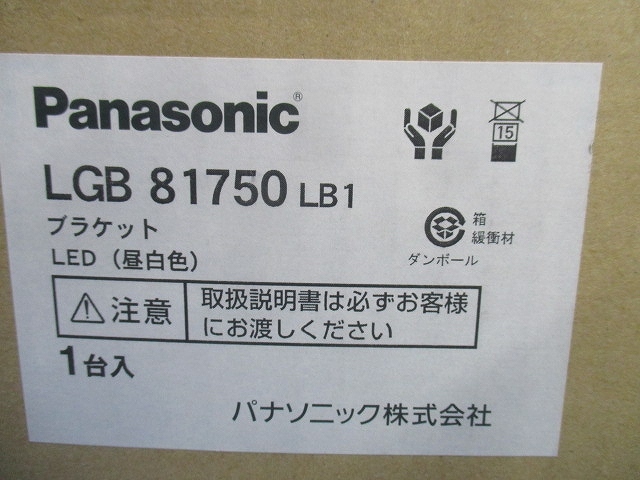 Panasonic®
15
LGB 81750 LB1
ブラケット
LED（昼白色）
箱
緩衝材
ダンボール
注意
取扱説明書は必ずお客様
にお渡しください
1台入
パナソニック株式会社